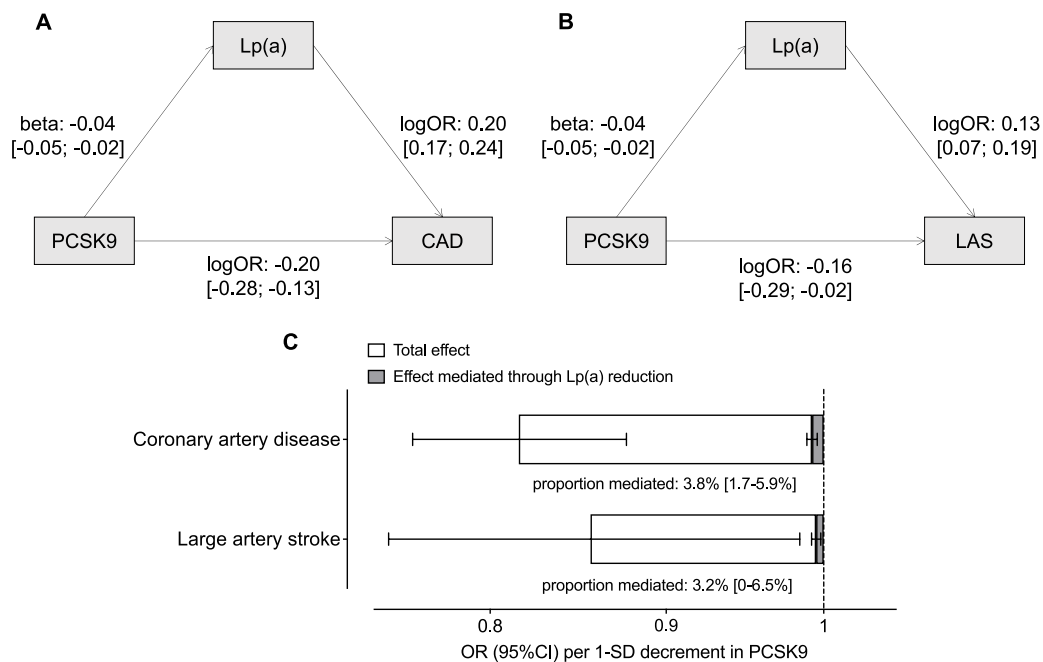 A
Lp(a)
beta: -0.04
[-0.05; -0.02]
logOR: 0.20
[0.17; 0.24]
PCSK9
CAD
logOR: -0.20
[-0.28; -0.13]
B
Lp(a)
beta: -0.04
[-0.05; -0.02]
logOR: 0.13
[0.07; 0.19]
PCSK9
LAS
logOR: -0.16
[-0.29; -0.02]
C
Total effect
Effect mediated through Lp(a) reduction
Coronary artery disease
proportion mediated: 3.8% [1.7-5.9%]
Large artery stroke
proportion mediated: 3.2% [0-6.5%]
0.8 0.9 1
OR (95%CI) per 1-SD decrement in PCSK9